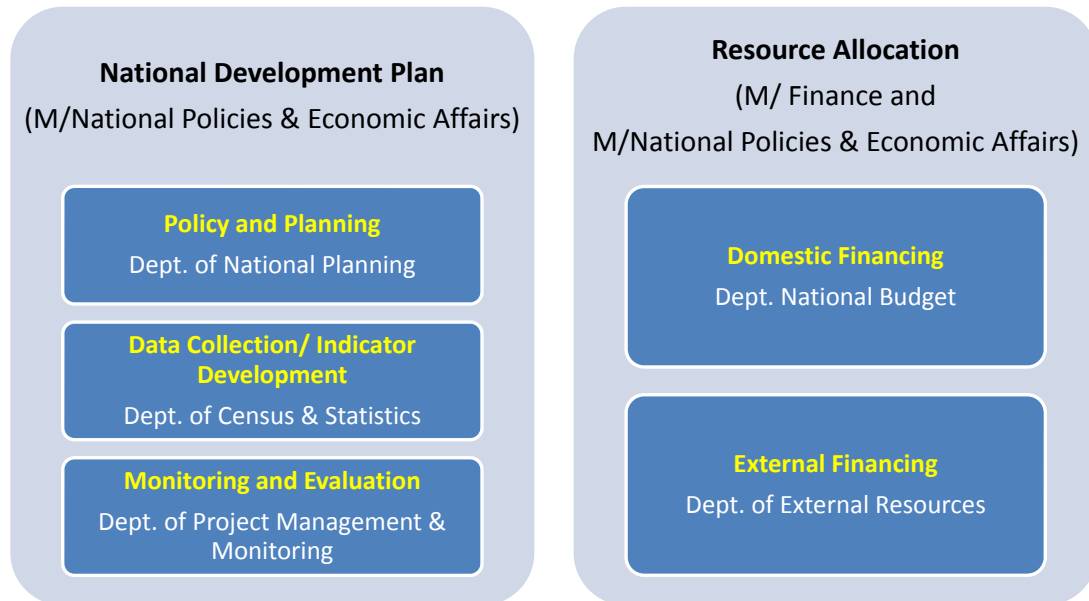 National Development Plan
(M/National Policies & Economic Affairs)
Policy and Planning
Dept. of National Planning
Data Collection/ Indicator
Development
Dept. of Census & Statistics
Monitoring and Evaluation
Dept. of Project Management &
Monitoring
Resource Allocation
(M/ Finance and
M/National Policies & Economic Affairs)
Domestic Financing
Dept. National Budget
External Financing
Dept. of External Resources